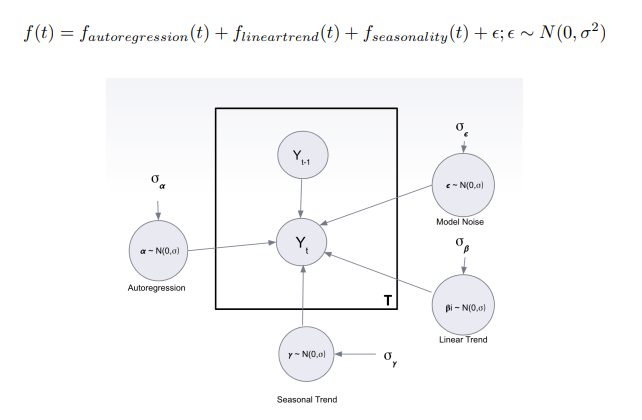 f(t) = f_{autoregression}(t) + f_{lineartrend}(t) + f_{seasonality}(t) + ϵ; ϵ ∼ N(0, σ²)
Y_{t-1}
σ_ϵ
ϵ ~ N(0,σ)
Model Noise
σ_α
α ~ N(0,σ)
Autoregression
Y_t
σ_β
βi ~ N(0,σ)
Linear Trend
T
γ ~ N(0,σ)
σ_γ
Seasonal Trend